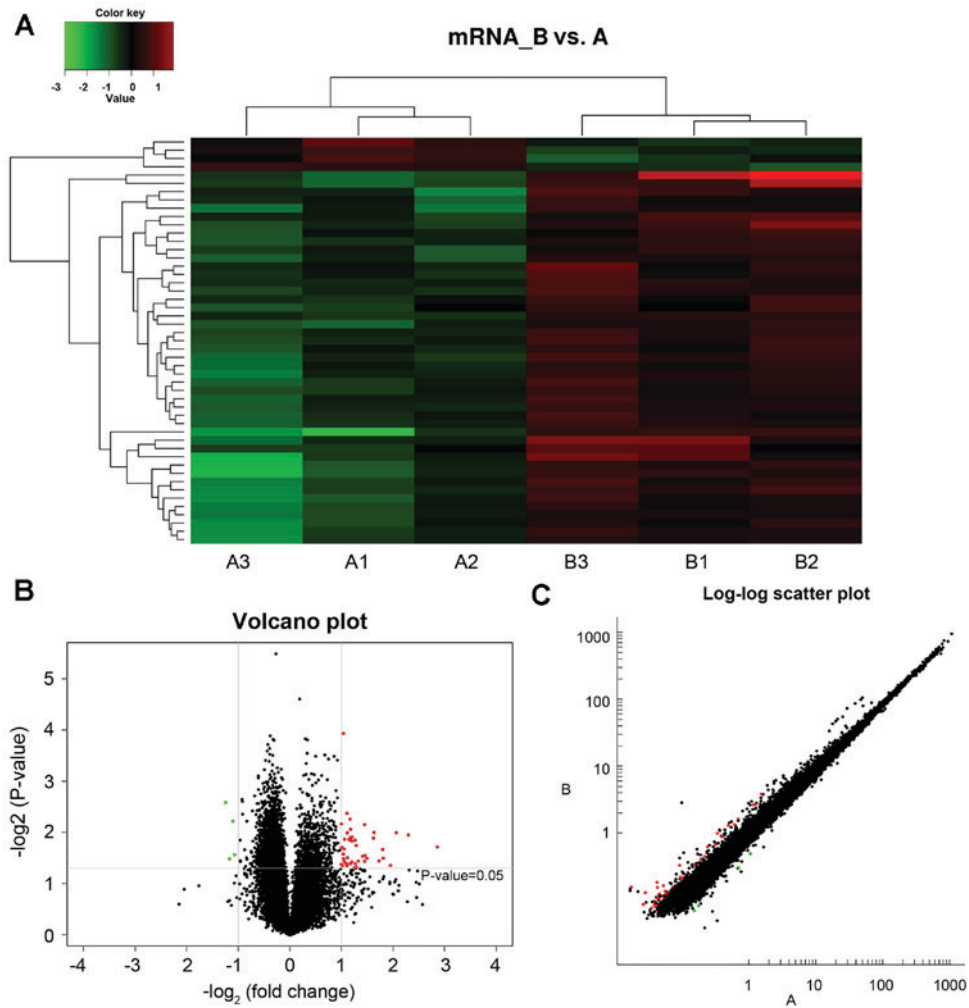 A
Color key
-3 -2 -1 0 1
Value
mRNA_B vs. A
A3 A1 A2 B3 B1 B2
B
Volcano plot
-log2 (P-value)
5
4
3
2
1
0
P-value=0.05
-4 -3 -2 -1 0 1 2 3 4
-log₂ (fold change)
C
Log-log scatter plot
B
1000
100
10
1
1 10 100 1000
A